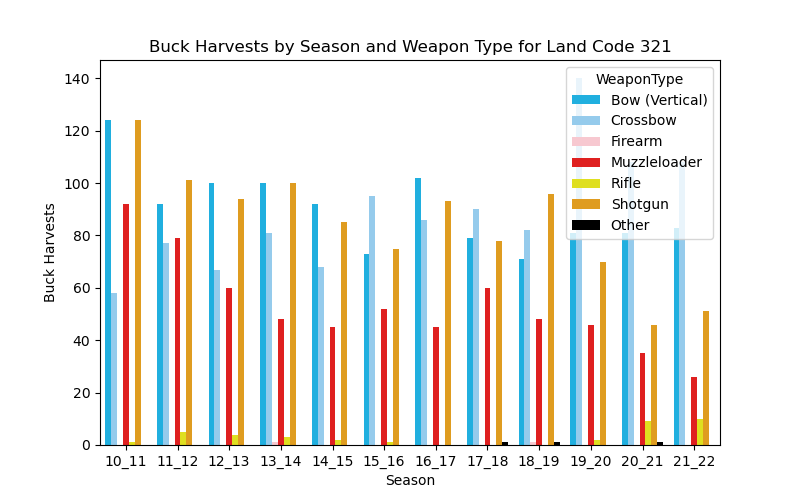 Buck Harvests by Season and Weapon Type for Land Code 321
WeaponType
Bow (Vertical)
Crossbow
Firearm
Muzzleloader
Rifle
Shotgun
Other
Buck Harvests
140
120
100
80
60
40
20
0
10_11 11_12 12_13 13_14 14_15 15_16 16_17 17_18 18_19 19_20 20_21 21_22
Season